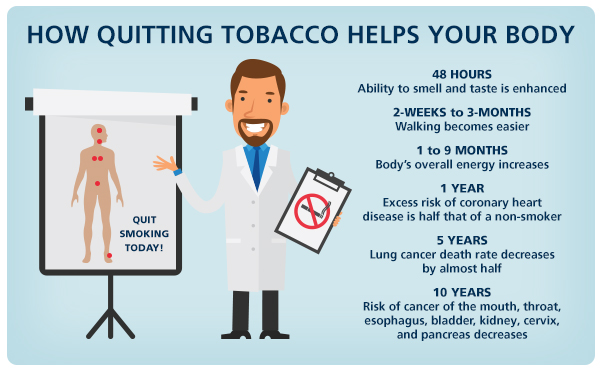 HOW QUITTING TOBACCO HELPS YOUR BODY
QUIT
SMOKING
TODAY!
48 HOURS
Ability to smell and taste is enhanced
2-WEEKS to 3-MONTHS
Walking becomes easier
1 to 9 MONTHS
Body's overall energy increases
1 YEAR
Excess risk of coronary heart
disease is half that of a non-smoker
5 YEARS
Lung cancer death rate decreases
by almost half
10 YEARS
Risk of cancer of the mouth, throat,
esophagus, bladder, kidney, cervix,
and pancreas decreases